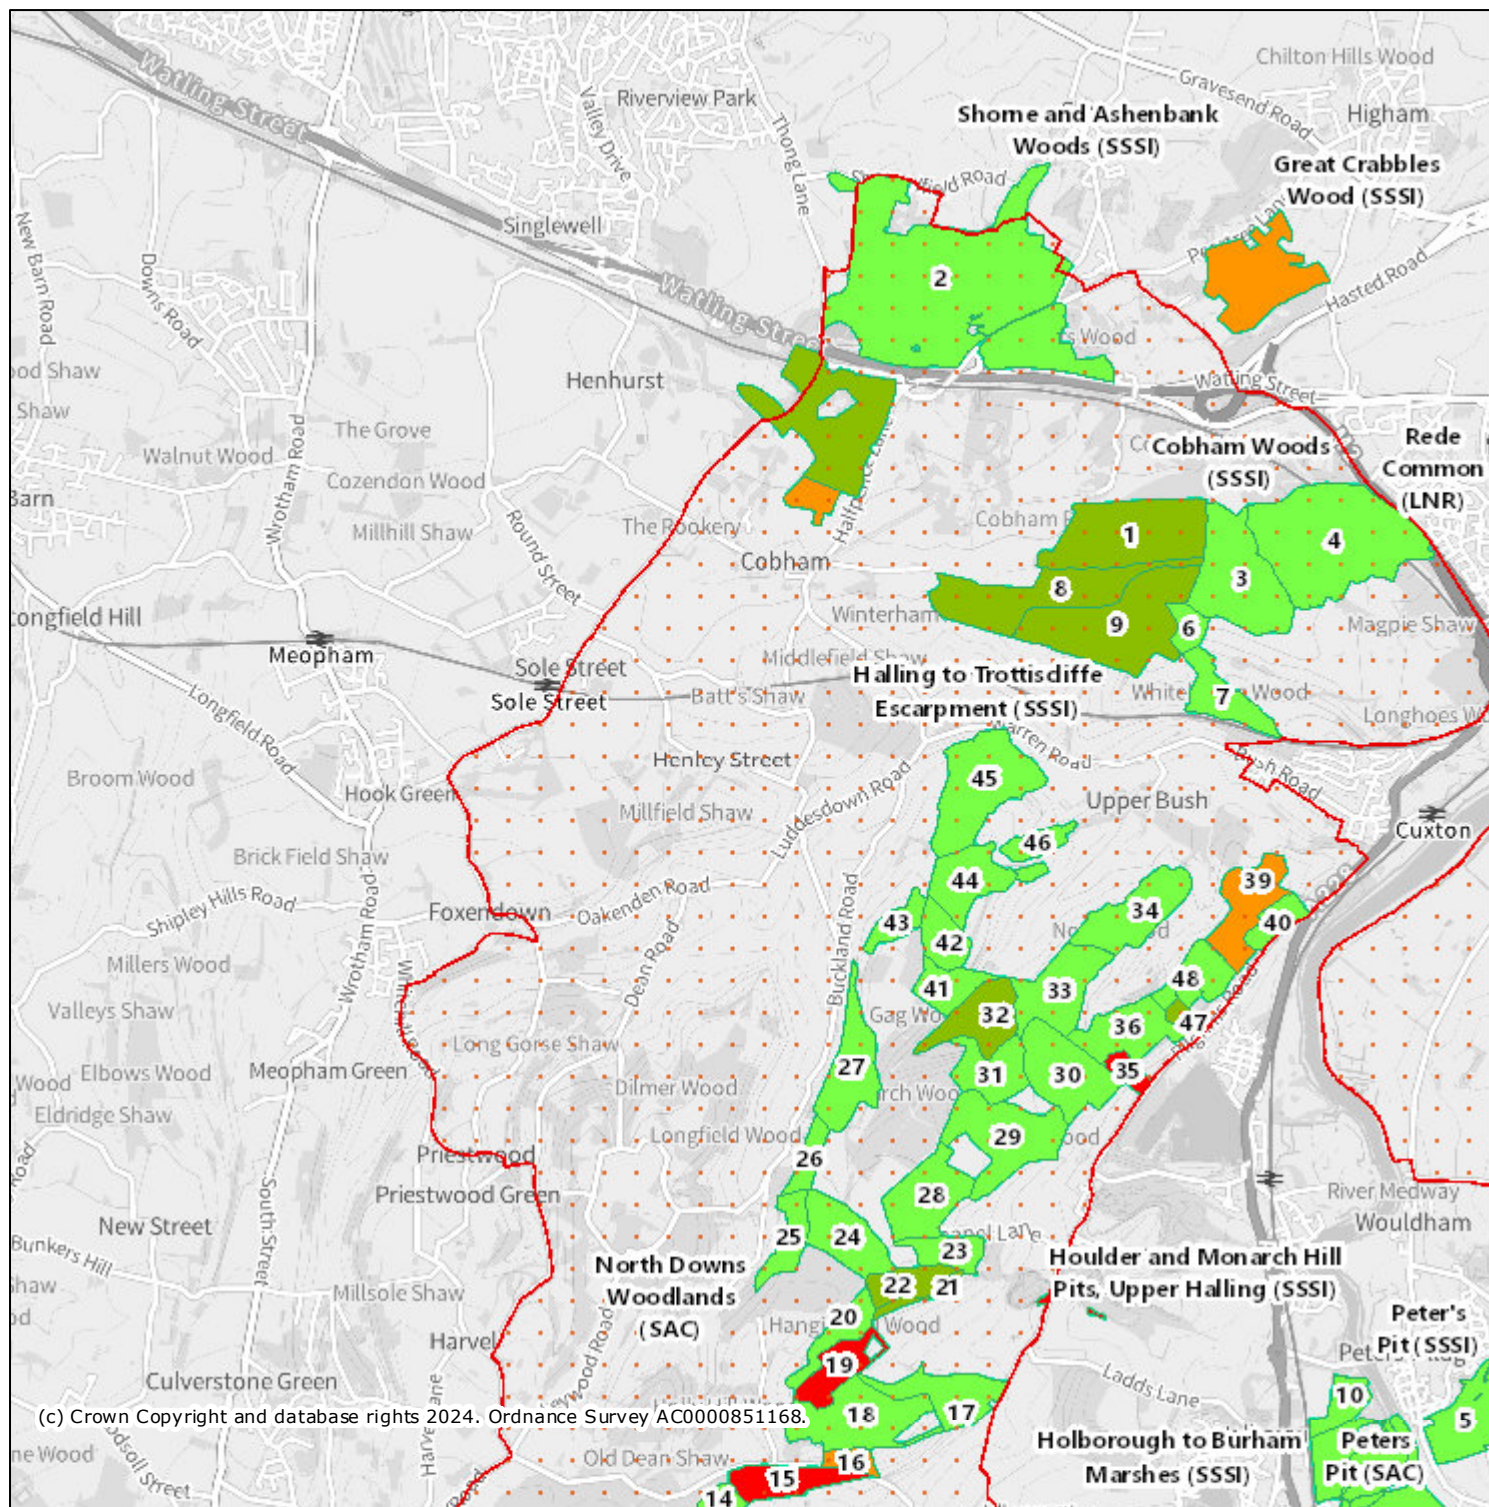 Chilton Hills Wood
Watling Street
Riverview Park
Valley Drive
Thong Lane
Gravesend Road
Higham
Shorne and Ashenbank
Woods (SSSI)
Great Crabbles
Wood (SSSI)
Singlewell
New Barn Road
Downs Road
2
Hasted Road
Watling Street
Wood
Henhurst
Watling Street
Shaw
The Grove
Walnut Wood
Wrotham Road
Cozendon Wood
Cobham Woods
(SSSI)
Rede
Common
(LNR)
Millhill Shaw
Round Street
The Rookery
Halfpence Lane
Cobham
1
4
Cobham
3
8
9
6
Winterham
Magpie Shaw
Longfield Hill
Meopham
Sole Street
Sole Street
Middlefield Shaw
Batt's Shaw
Halling to Trottiscliffe
Escarpment (SSSI)
White
Wood
7
Longfield Road
Warren Road
Bush Road
Broom Wood
Hook Green
Henley Street
Millfield Shaw
Luddesdown Road
45
Upper Bush
46
Cuxton
Brick Field Shaw
Shipley Hills Road
Wrotham Road
Foxendown
Oakenden Road
44
39
34
43
40
42
Millers Wood
Dean Road
Buckland Road
Valleys Shaw
41
33
48
32
36
47
Long Gorse Shaw
Elbows Wood
Meopham Green
Eldridge Shaw
Dilmer Wood
27
31
30
35
Longfield Wood
29
26
Priestwood
Priestwood Green
28
River Medway
Wouldham
New Street
South Street
Bunkers Hill
25
24
23
North Downs
Woodlands
(SAC)
Houlder and Monarch Hill
Pits, Upper Halling (SSSI)
22
21
Millsole Shaw
20
Wood
Harvel
19
Peter's
Pit (SSSI)
Culverstone Green
Ladds Lane
10
(c) Crown Copyright and database rights 2024. Ordnance Survey AC0000851168.
18
17
5
Old Dean Shaw
16
15
14
Holborough to Burham
Marshes (SSSI)
Peters
Pit (SAC)